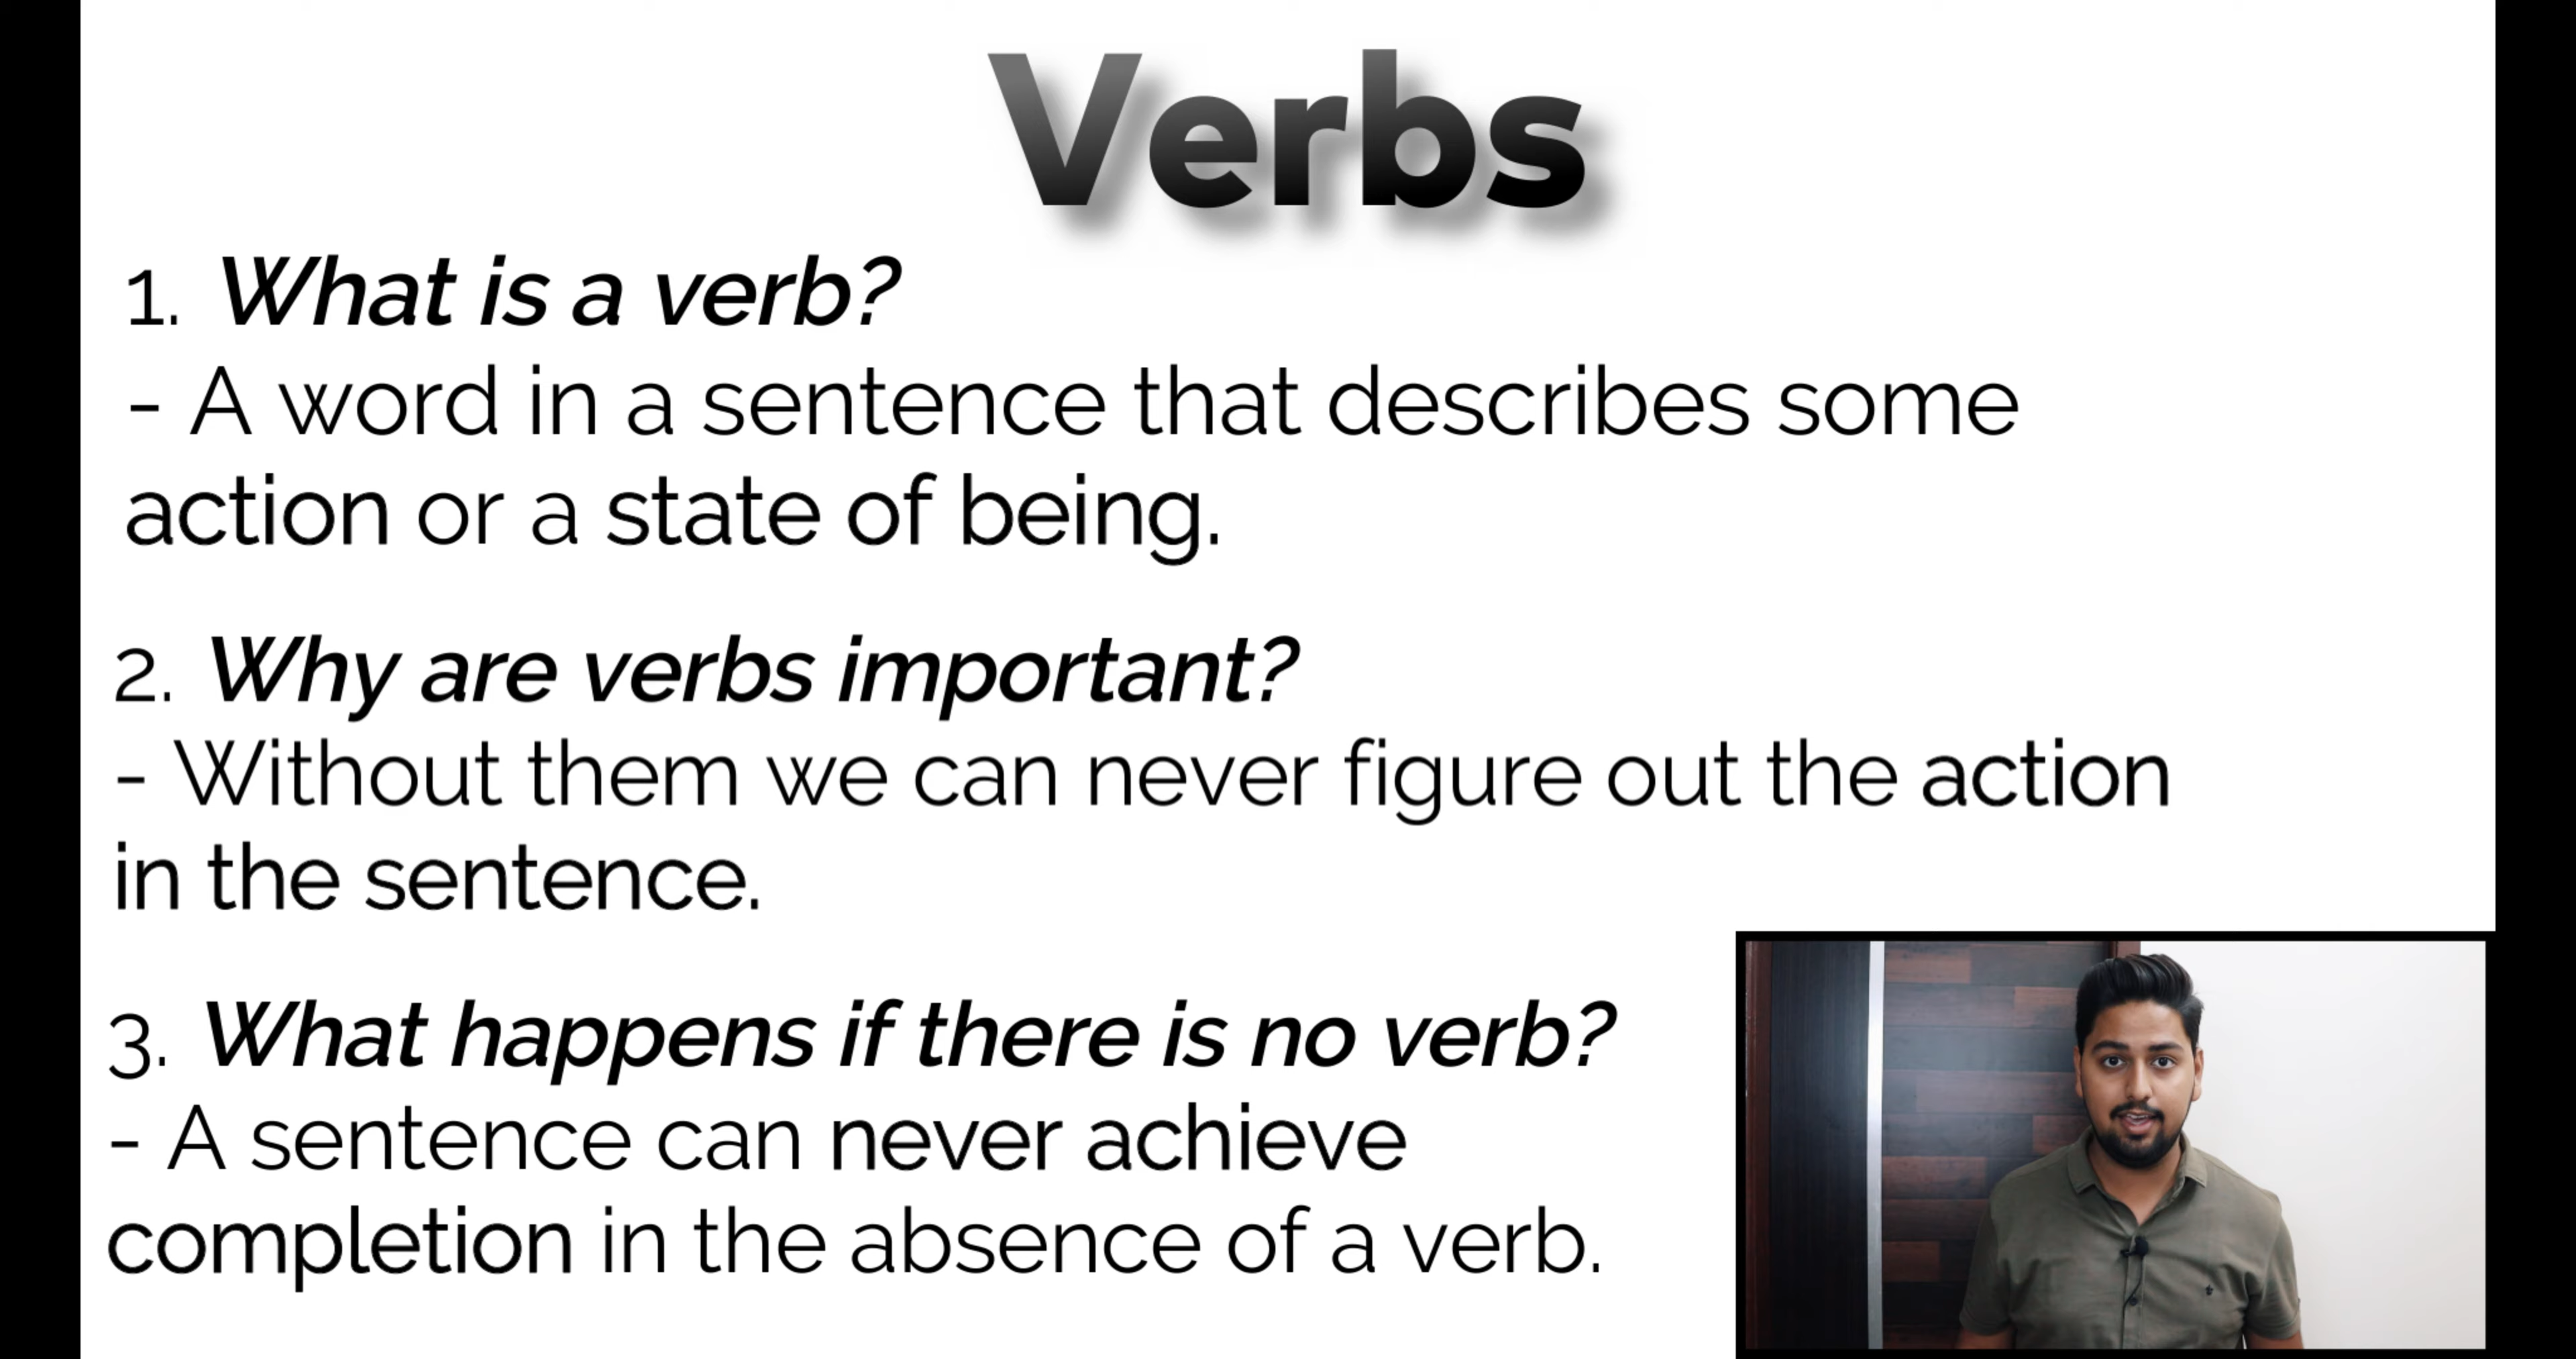 Verbs
1. What is a verb?
- A word in a sentence that describes some
action or a state of being.
2. Why are verbs important?
- Without them we can never figure out the action
in the sentence.
3. What happens if there is no verb?
- A sentence can never achieve
completion in the absence of a verb.